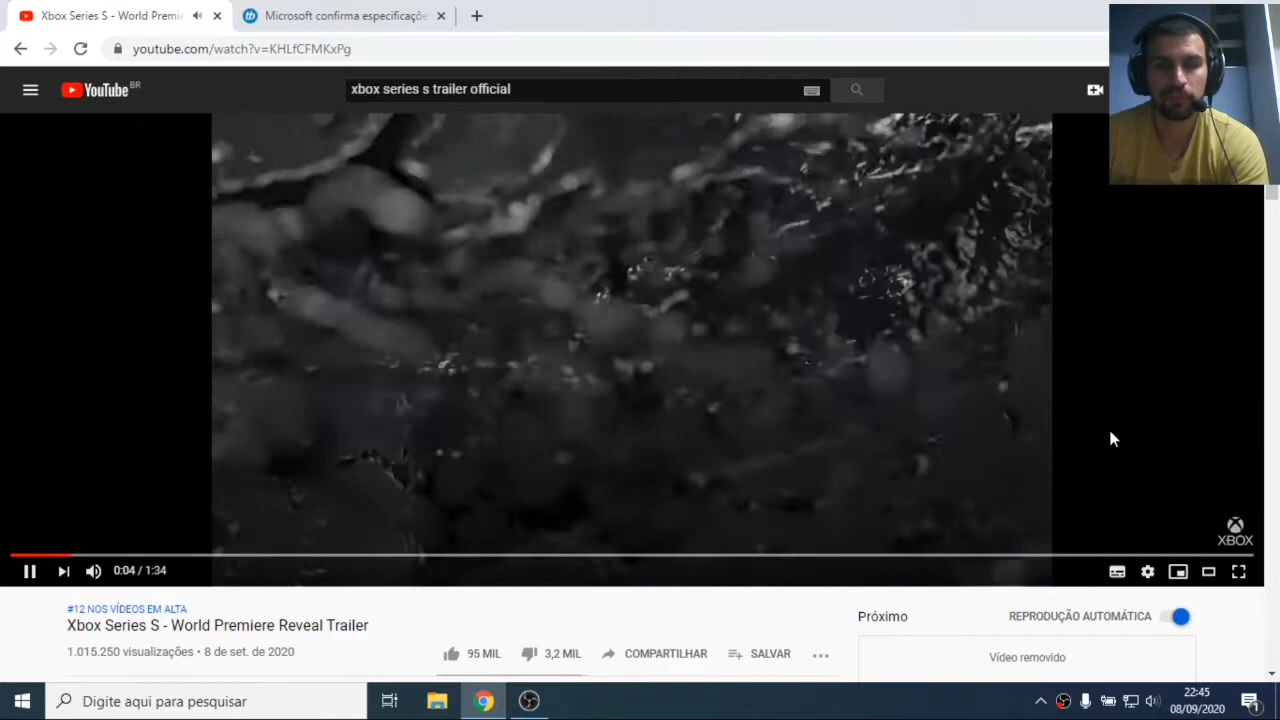 Xbox Series S - World Premie
Microsoft confirma especificaçõe
youtube.com/watch?v=KHLfCFMKxPg
YouTube BR
xbox series s trailer official
XBOX
0:04 / 1:34
#12 NOS VÍDEOS EM ALTA
Xbox Series S - World Premiere Reveal Trailer
1.015.250 visualizações • 8 de set. de 2020
95 MIL
3,2 MIL
COMPARTILHAR
SALVAR
Próximo
REPRODUÇÃO AUTOMÁTICA
Vídeo removido
Digite aqui para pesquisar
22:45
08/09/2020
1